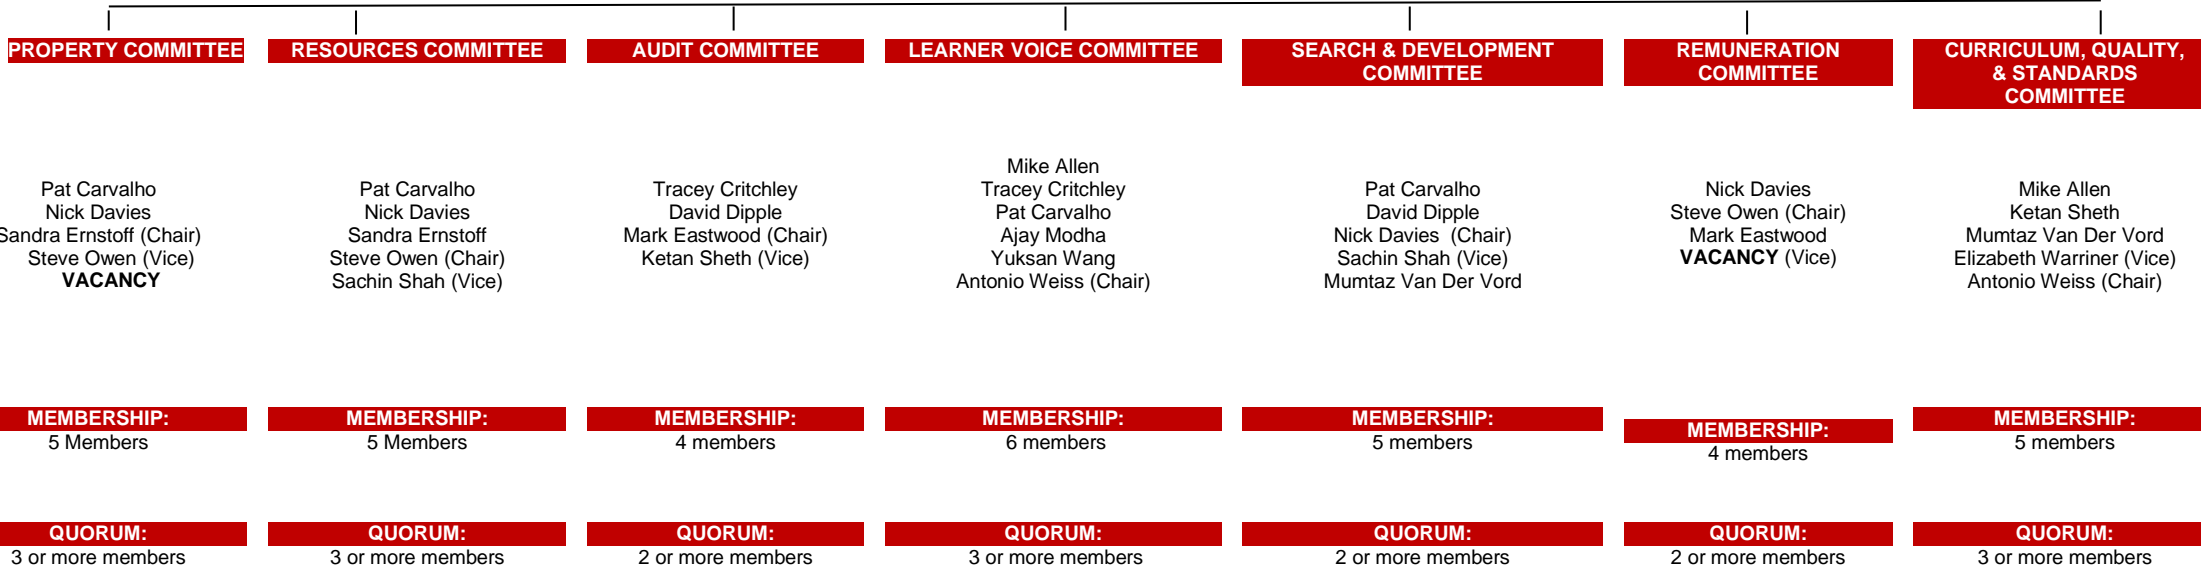 PROPERTY COMMITTEE
Pat Carvalho
Nick Davies
Sandra Ernstoff (Chair)
Steve Owen (Vice)
VACANCY
MEMBERSHIP:
5 Members
QUORUM:
3 or more members
RESOURCES COMMITTEE
Pat Carvalho
Nick Davies
Sandra Ernstoff
Steve Owen (Chair)
Sachin Shah (Vice)
MEMBERSHIP:
5 Members
QUORUM:
3 or more members
AUDIT COMMITTEE
Tracey Critchley
David Dipple
Mark Eastwood (Chair)
Ketan Sheth (Vice)
MEMBERSHIP:
4 members
QUORUM:
2 or more members
LEARNER VOICE COMMITTEE
Mike Allen
Tracey Critchley
Pat Carvalho
Ajay Modha
Yuksan Wang
Antonio Weiss (Chair)
MEMBERSHIP:
6 members
QUORUM:
3 or more members
SEARCH & DEVELOPMENT
COMMITTEE
Pat Carvalho
David Dipple
Nick Davies (Chair)
Sachin Shah (Vice)
Mumtaz Van Der Vord
MEMBERSHIP:
5 members
QUORUM:
2 or more members
REMUNERATION
COMMITTEE
Nick Davies
Steve Owen (Chair)
Mark Eastwood
VACANCY (Vice)
MEMBERSHIP:
4 members
QUORUM:
2 or more members
CURRICULUM, QUALITY,
& STANDARDS
COMMITTEE
Mike Allen
Ketan Sheth
Mumtaz Van Der Vord
Elizabeth Warriner (Vice)
Antonio Weiss (Chair)
MEMBERSHIP:
5 members
QUORUM:
3 or more members